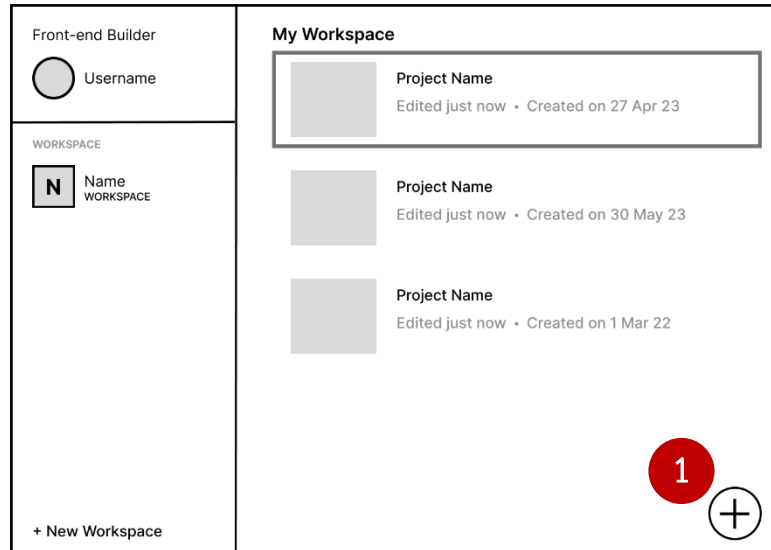 Front-end Builder
Username
WORKSPACE
N
Name
WORKSPACE
+ New Workspace
My Workspace
Project Name
Edited just now • Created on 27 Apr 23
Project Name
Edited just now • Created on 30 May 23
Project Name
Edited just now • Created on 1 Mar 22
1